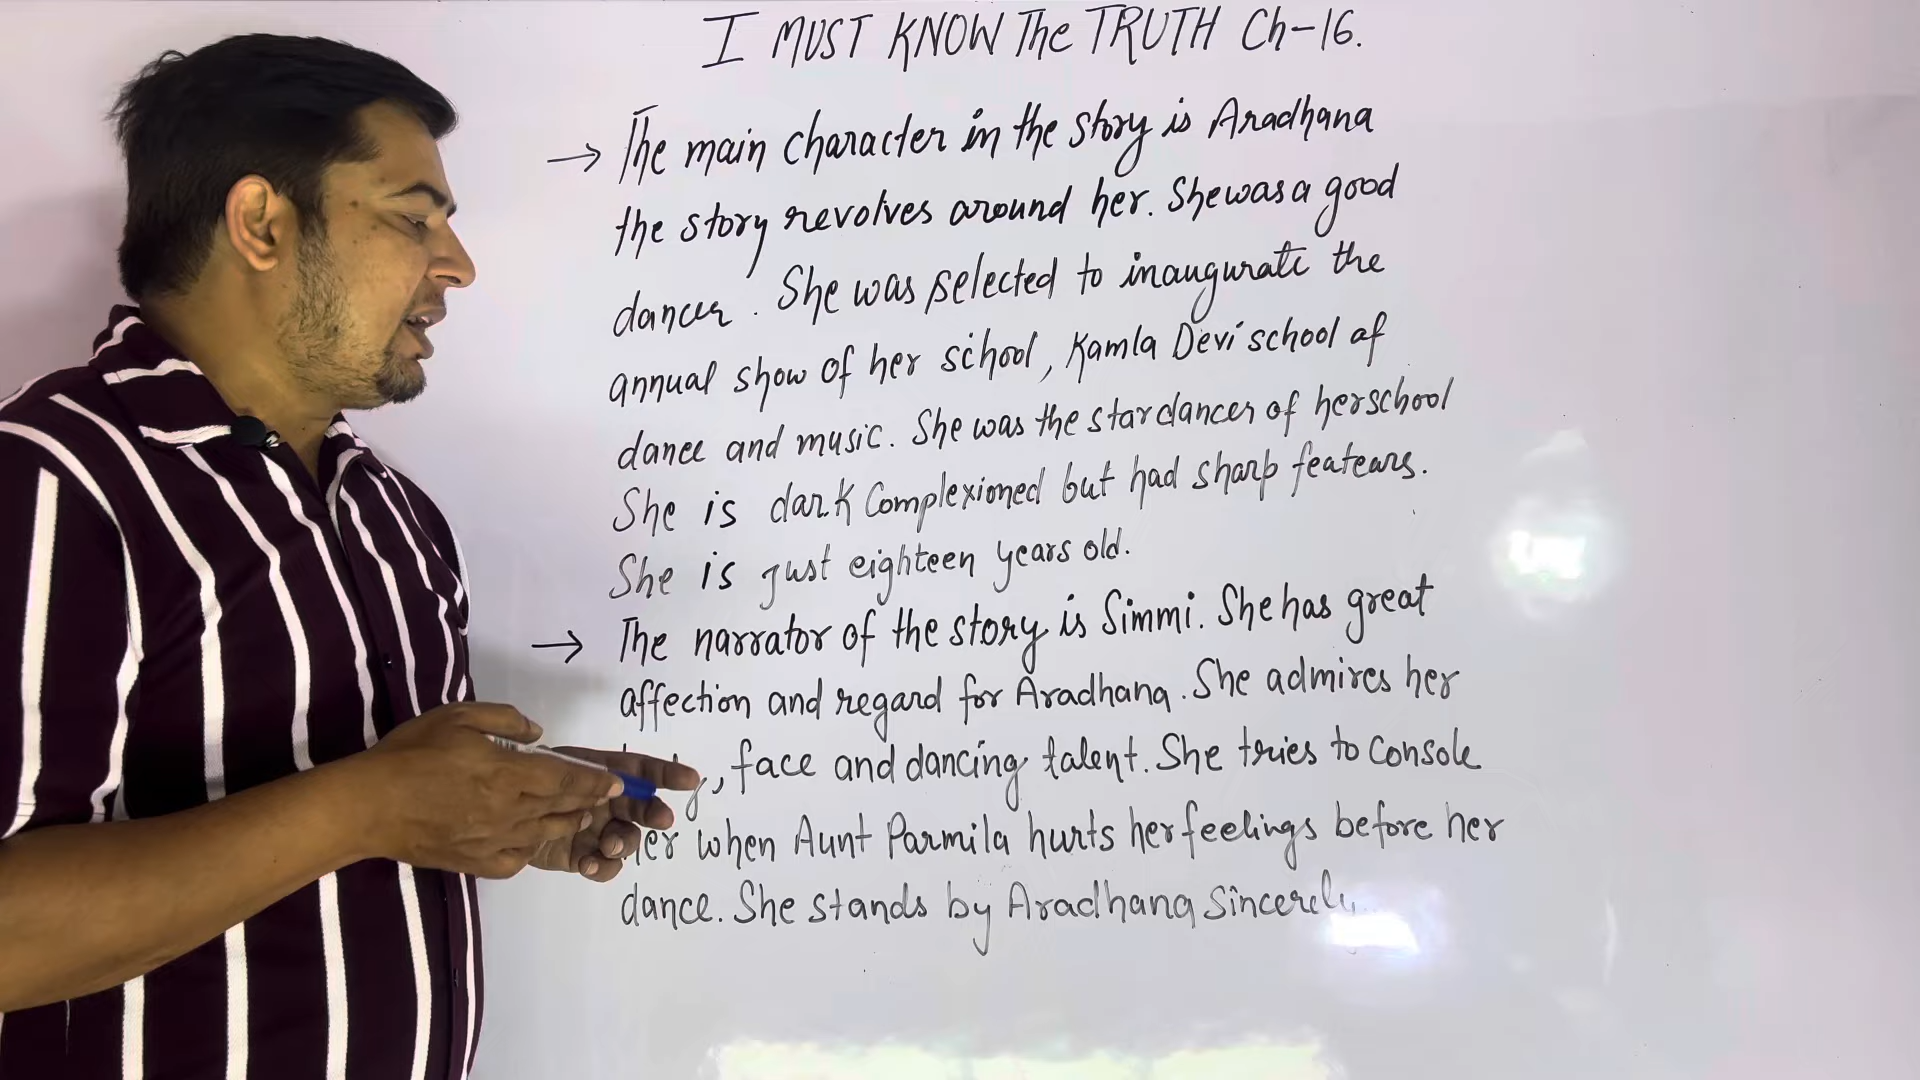 I MUST KNOW The TRUTH Ch-16.
→ The main character in the story is Aradhana
the story revolves around her. She was a good
dancer. She was selected to inaugurate the
annual show of her school, Kamla Devi school of
dance and music. She was the star dancer of her school
She is dark Complexioned but had sharp featears.
She is just eighteen years old.
→ The narrator of the story is Simmi. She has great
affection and regard for Aradhana. She admires her
, face and dancing talent. She tries to Console
her when Aunt Parmila hurts her feelings before her
dance. She stands by Aradhana Sincerely